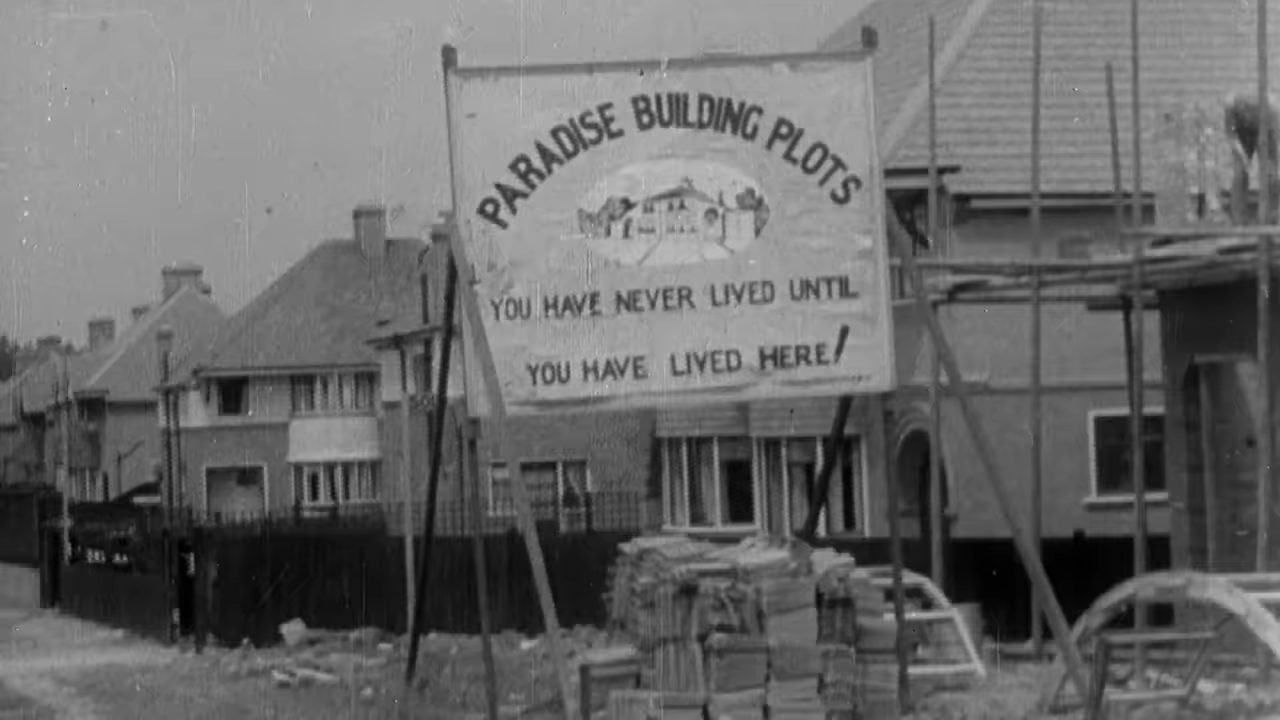 PARADISE BUILDING PLOTS
YOU HAVE NEVER LIVED UNTIL
YOU HAVE LIVED HERE!